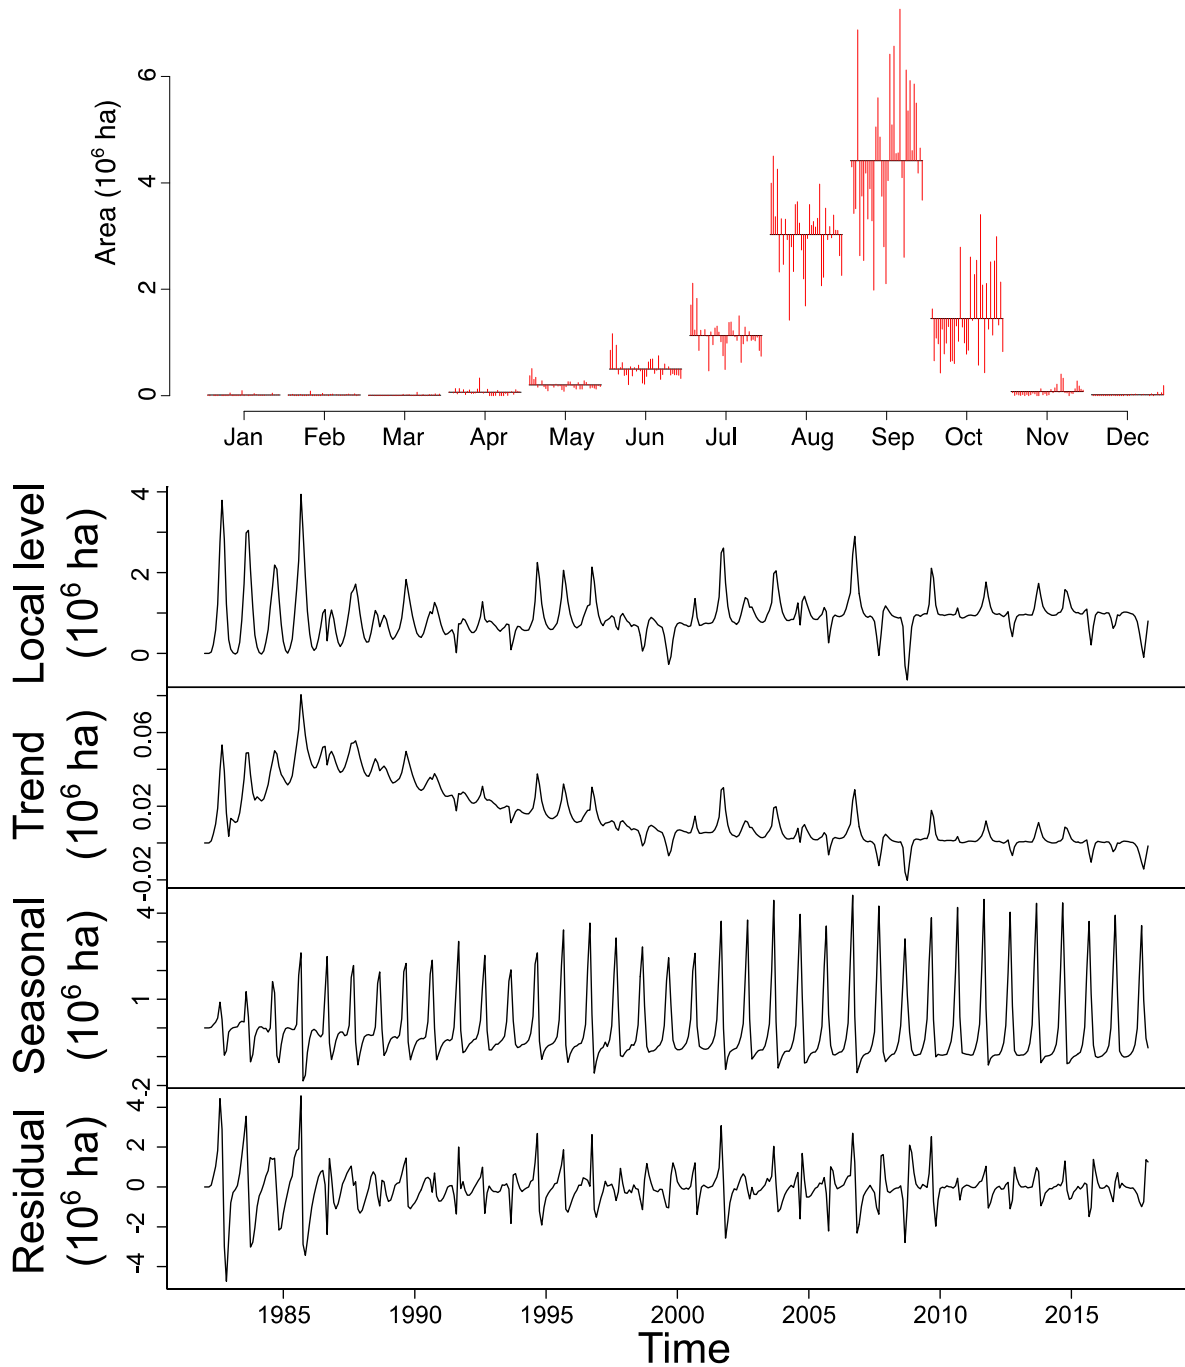 Area (10⁶ ha)
6
4
2
0
Jan Feb Mar Apr May Jun Jul Aug Sep Oct Nov Dec
Local level
(10⁶ ha)
4
2
0
Trend
(10⁶ ha)
0.06
0.02
-0.02
Seasonal
(10⁶ ha)
4
1
-2
Residual
(10⁶ ha)
4
2
0
-2
-4
1985 1990 1995 2000 2005 2010 2015
Time